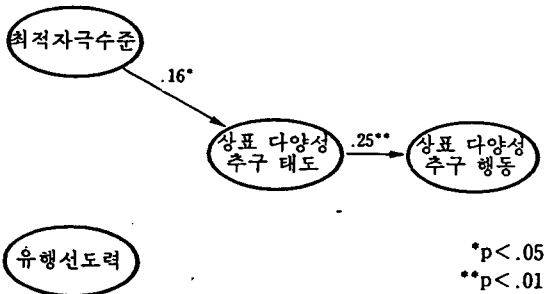 최적자극수준
.16*
상표 다양성
추구 태도
.25**
상표 다양성
추구 행동
유행선도력
*p<.05
**p<.01